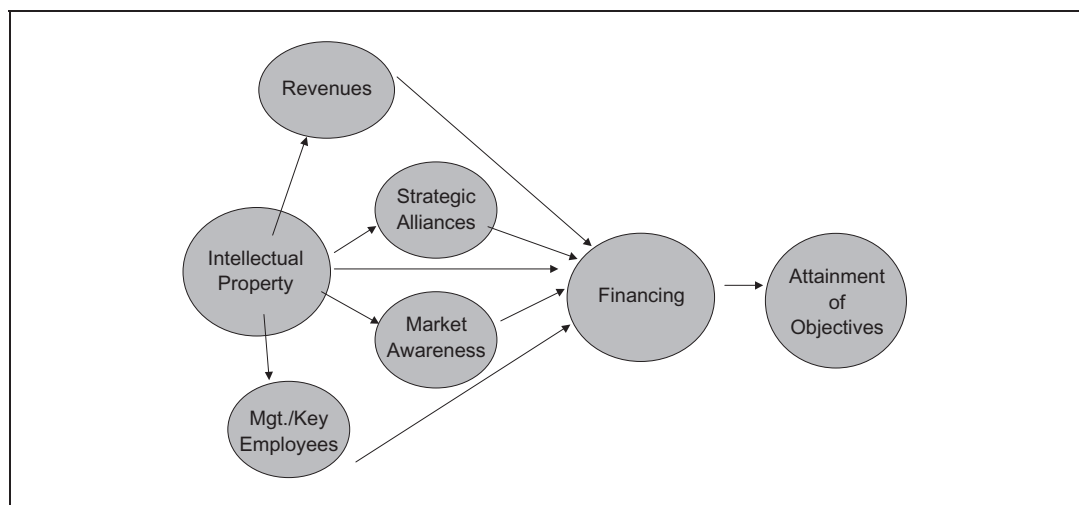 Revenues
Strategic
Alliances
Intellectual
Property
Financing
Attainment
of
Objectives
Market
Awareness
Mgt./Key
Employees